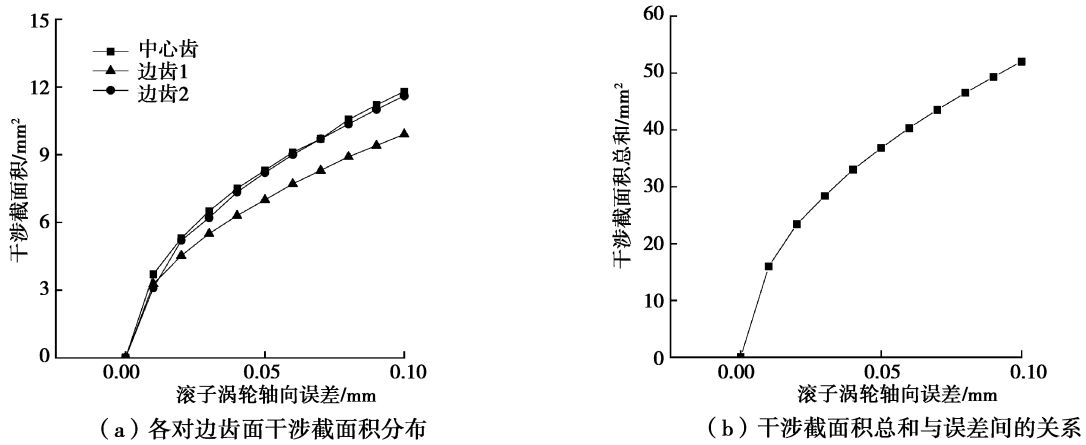 15
12
9
6
3
0
干涉截面积/mm²
中心齿
边齿1
边齿2
0.00 0.05 0.10
滚子涡轮轴向误差/mm
(a)各对边齿面干涉截面积分布
60
50
40
30
20
10
0
干涉截面积总和/mm²
0.00 0.05 0.10
滚子涡轮轴向误差/mm
(b)干涉截面积总和与误差间的关系